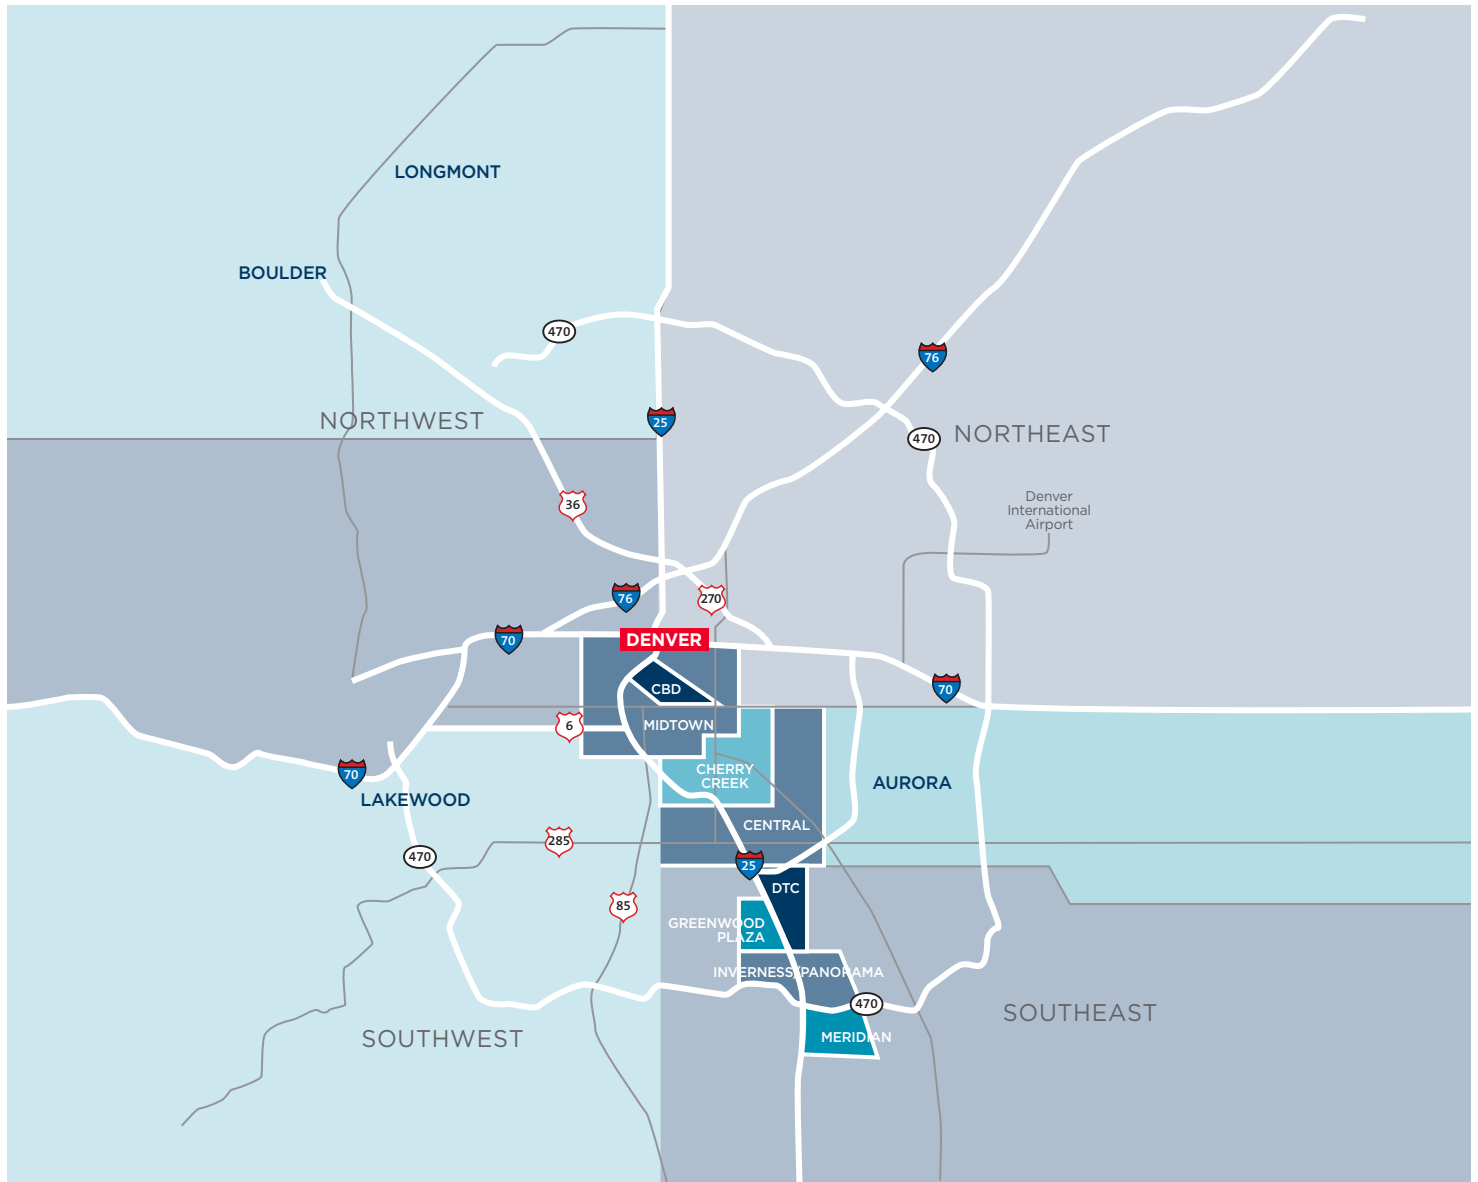 LONGMONT
BOULDER
470
76
25
NORTHWEST
NORTHEAST
470
36
Denver
International
Airport
76
270
70
DENVER
70
CBD
6
MIDTOWN
70
CHERRY
CREEK
AURORA
LAKEWOOD
CENTRAL
285
470
25
DTC
85
GREENWOOD
PLAZA
INVERNESS/PANORAMA
470
SOUTHEAST
SOUTHWEST
MERIDIAN